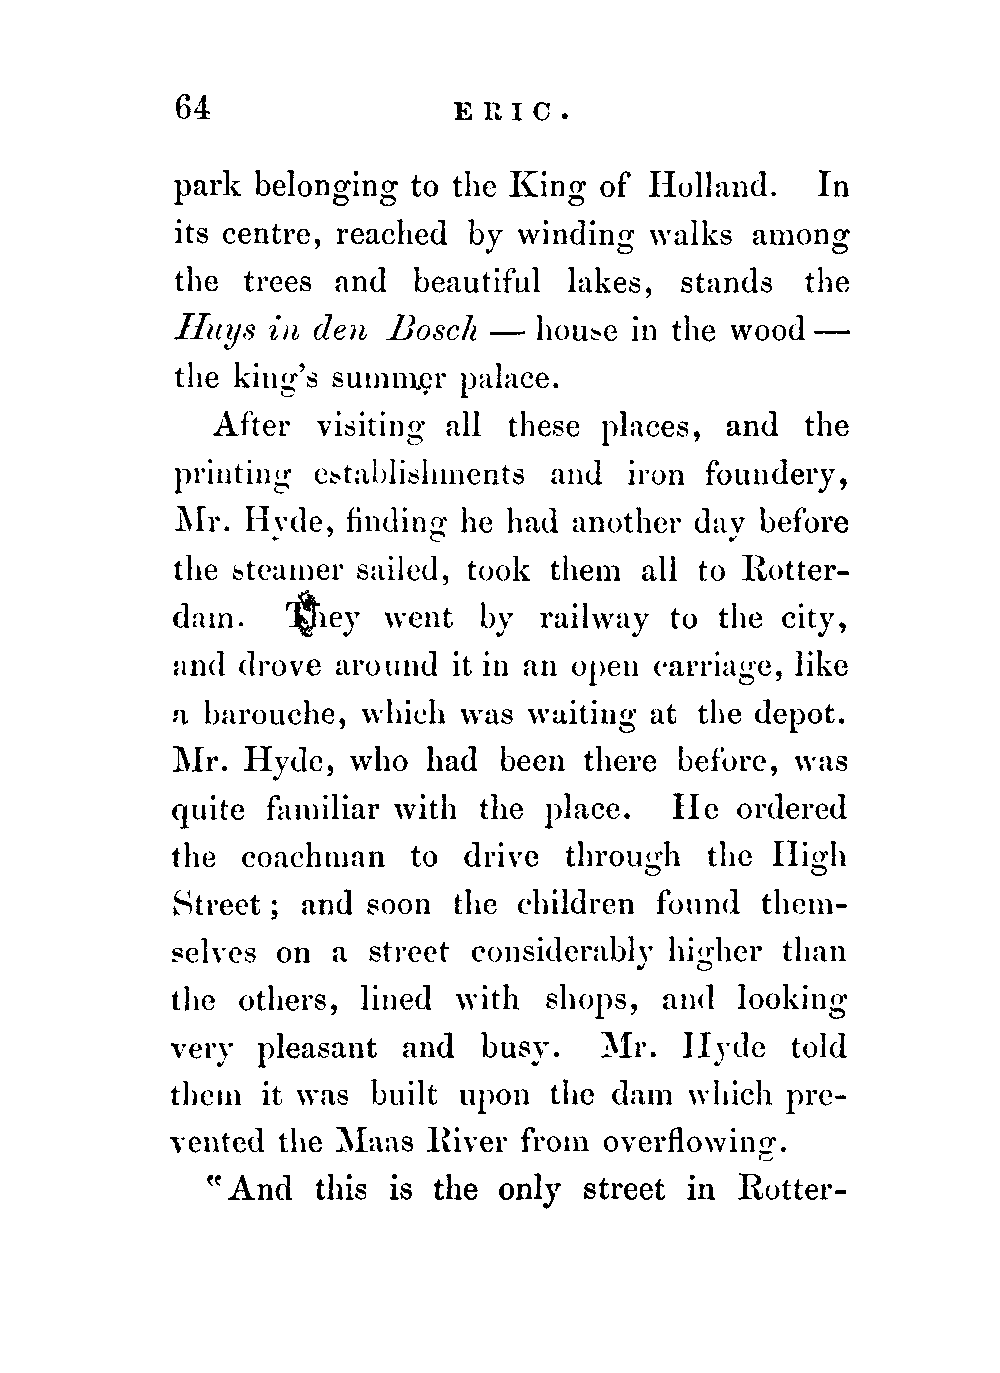 64 ERIC.
park belonging to the King of Holland. In
its centre, reached by winding walks among
the trees and beautiful lakes, stands the
Huys in den Bosch — house in the wood —
the king's summer palace.
After visiting all these places, and the
printing establishments and iron foundery,
Mr. Hyde, finding he had another day before
the steamer sailed, took them all to Rotter-
dam. They went by railway to the city,
and drove around it in an open carriage, like
a barouche, which was waiting at the depot.
Mr. Hyde, who had been there before, was
quite familiar with the place. He ordered
the coachman to drive through the High
Street; and soon the children found them-
selves on a street considerably higher than
the others, lined with shops, and looking
very pleasant and busy. Mr. Hyde told
them it was built upon the dam which pre-
vented the Maas River from overflowing.
"And this is the only street in Rotter-